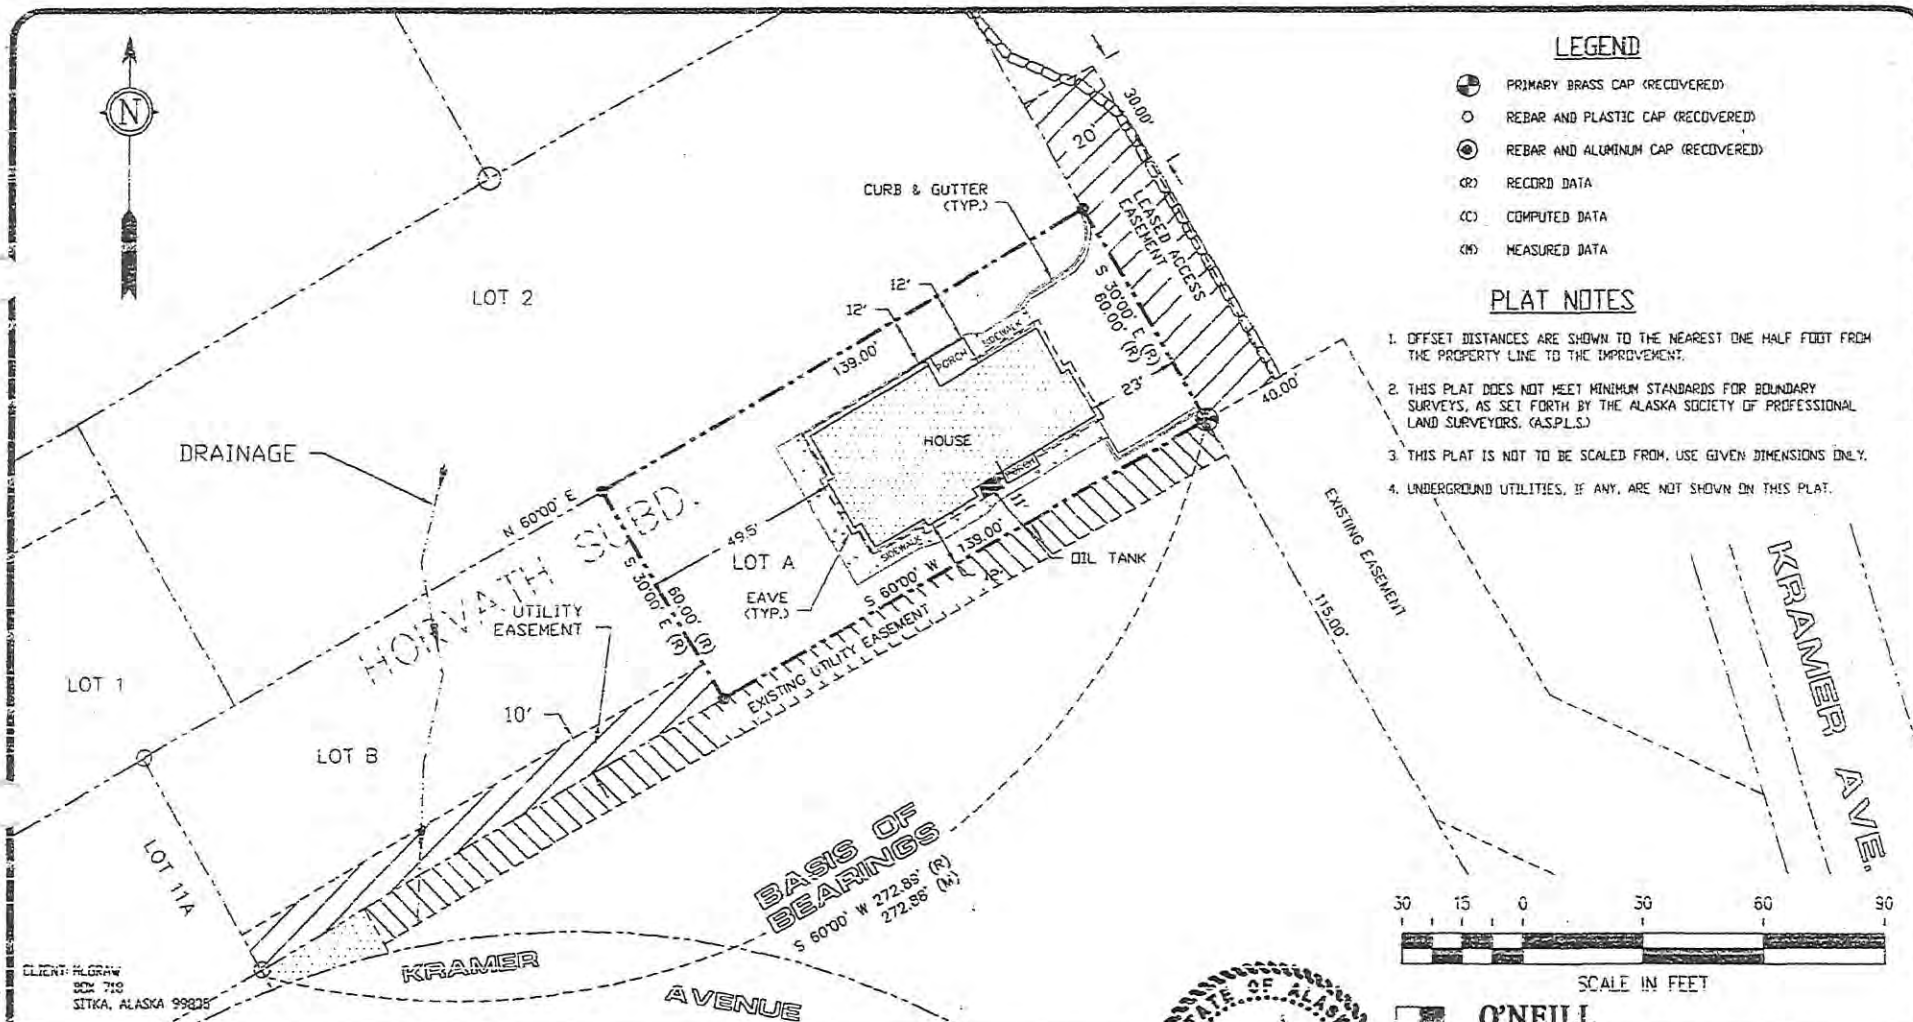 LEGEND
PRIMARY BRASS CAP (RECOVERED)
REBAR AND PLASTIC CAP (RECOVERED)
REBAR AND ALUMINUM CAP (RECOVERED)
(R) RECORD DATA
(C) COMPUTED DATA
(M) MEASURED DATA
PLAT NOTES
1. OFFSET DISTANCES ARE SHOWN TO THE NEAREST ONE HALF FOOT FROM
THE PROPERTY LINE TO THE IMPROVEMENT.
2. THIS PLAT DOES NOT MEET MINIMUM STANDARDS FOR BOUNDARY
SURVEYS, AS SET FORTH BY THE ALASKA SOCIETY OF PROFESSIONAL
LAND SURVEYORS. (A.S.P.L.S.)
3. THIS PLAT IS NOT TO BE SCALED FROM, USE GIVEN DIMENSIONS ONLY.
4. UNDERGROUND UTILITIES, IF ANY, ARE NOT SHOWN ON THIS PLAT.
N
30.00'
20'
CURB & GUTTER
(TYP.)
LEASED ACCESS
EASEMENT
S 30°00' E (R)
60.00' (R)
LOT 2
12'
12'
139.00'
PORCH
SIDEWALK
23'
40.00'
HOUSE
DRAINAGE
N 60°00' E
HORVATH SUBD.
49.5'
LOT A
PORCH
11'
SIDEWALK
139.00'
S 60°00' W
12'
OIL TANK
EAVE
(TYP.)
S 30°00' E (R)
60.00' (R)
UTILITY
EASEMENT
EXISTING UTILITY EASEMENT
EXISTING EASEMENT
115.00'
KRAMER AVE.
LOT 1
10'
LOT B
LOT 11A
BASIS OF
BEARINGS
S 60°00' W 272.88' (R)
272.88' (M)
KRAMER
AVENUE
CLIENT: McGRAW
BOX 718
SITKA, ALASKA 99835
30 15 0 30 60 90
SCALE IN FEET
STATE OF ALASKA
O'NEILL